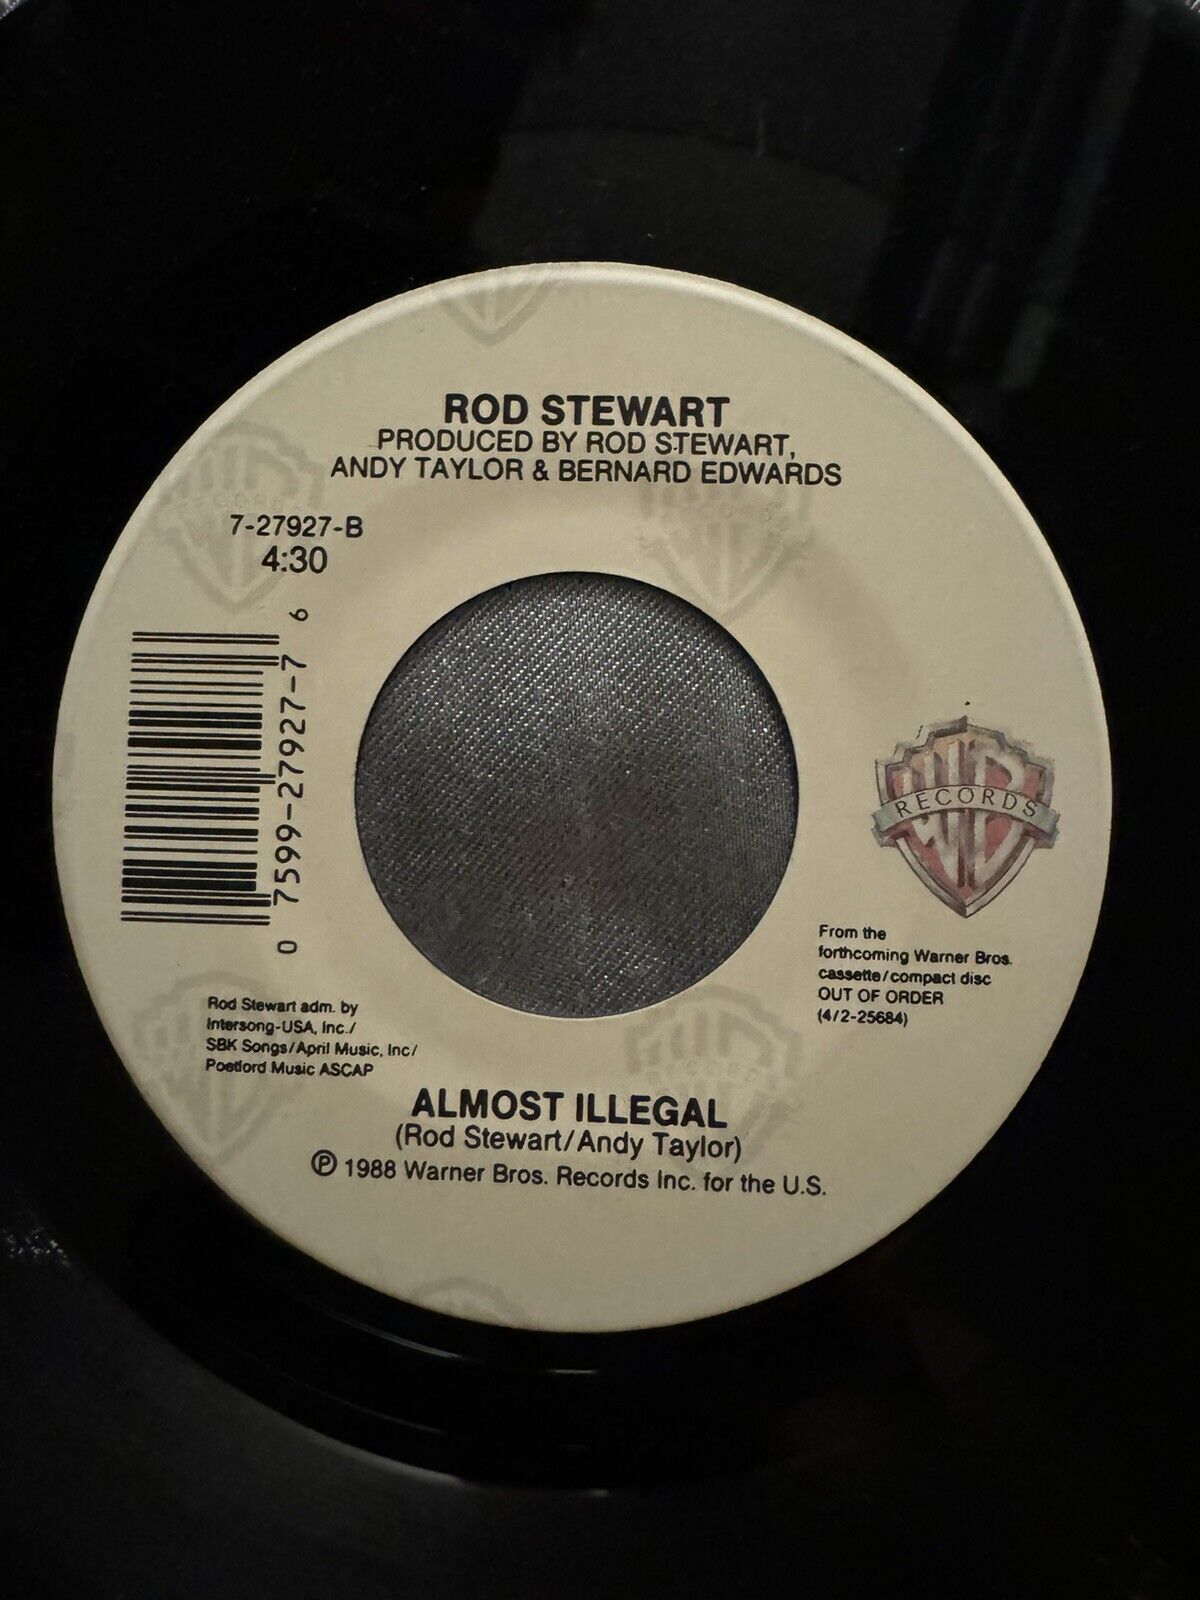 ROD STEWART
PRODUCED BY ROD STEWART,
ANDY TAYLOR & BERNARD EDWARDS
7-27927-B
4:30
0 7599-27927-7 6
WB
RECORDS
From the
forthcoming Warner Bros.
cassette/compact disc
OUT OF ORDER
(4/2-25684)
Rod Stewart adm. by
Intersong-USA, Inc./
SBK Songs/April Music, Inc/
Poetlord Music ASCAP
ALMOST ILLEGAL
(Rod Stewart/Andy Taylor)
℗ 1988 Warner Bros. Records Inc. for the U.S.